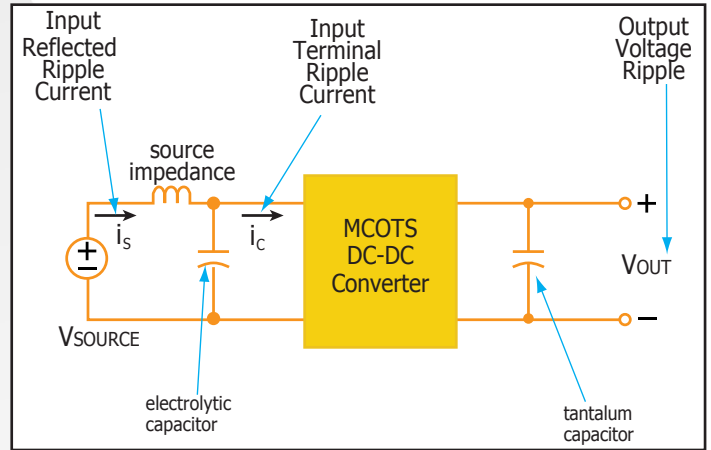 Input
Reflected
Ripple
Current
Input
Terminal
Ripple
Current
Output
Voltage
Ripple
source
impedance
iS
iC
MCOTS
DC-DC
Converter
+
−
+
VOUT
−
VSOURCE
electrolytic
capacitor
tantalum
capacitor